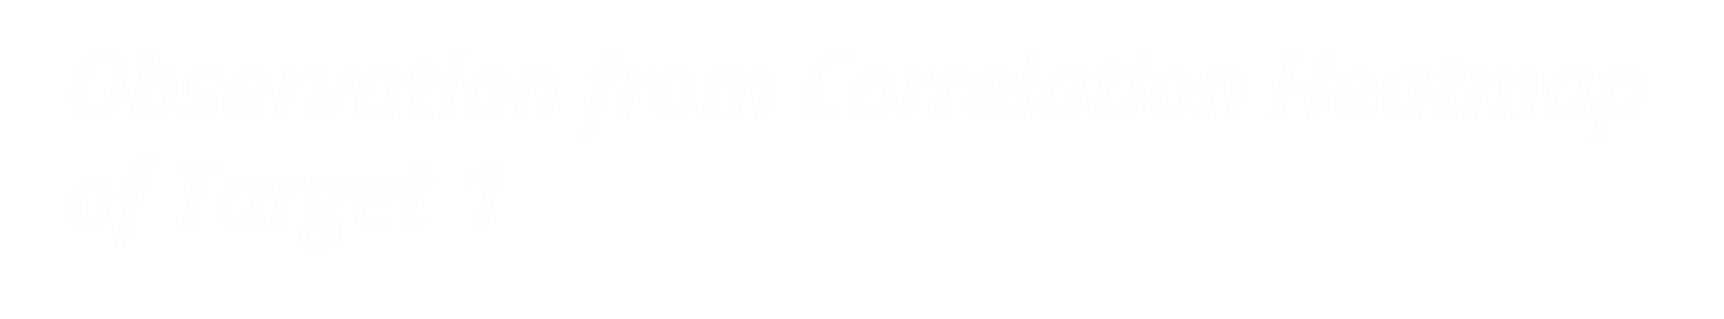 Observation from Correlation Heatmap
of Target 1